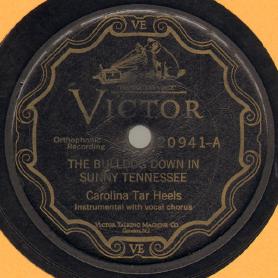 VE
VICTOR
Orthophonic
Recording
20941-A
THE BULLDOG DOWN IN
SUNNY TENNESSEE
Carolina Tar Heels
Instrumental with vocal chorus
VICTOR TALKING MACHINE CO.
Camden, N.J.
VE